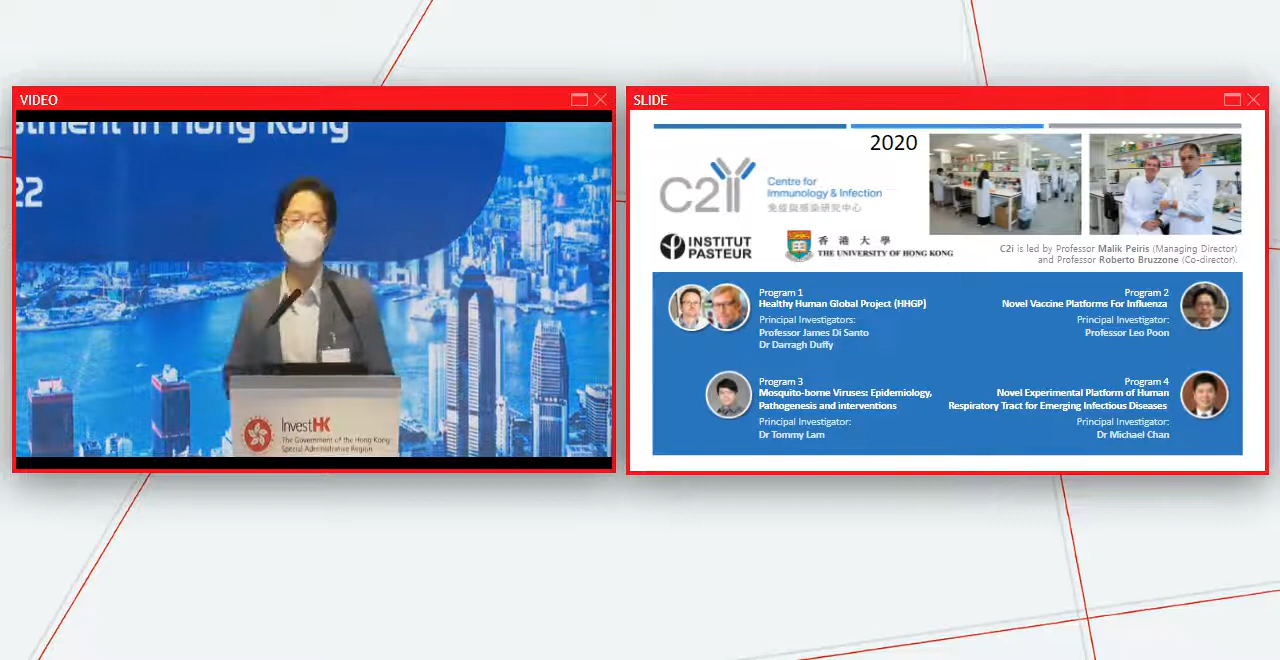 VIDEO
stment in Hong Kong
22
InvestHK
The Government of the Hong Kong
Special Administrative Region
SLIDE
2020
C2i
Centre for
Immunology & Infection
免疫與感染研究中心
INSTITUT
PASTEUR
香港大學
THE UNIVERSITY OF HONG KONG
C2i is led by Professor Malik Peiris (Managing Director)
and Professor Roberto Bruzzone (Co-director).
Program 1
Healthy Human Global Project (HHGP)
Principal Investigators:
Professor James Di Santo
Dr Darragh Duffy
Program 2
Novel Vaccine Platforms For Influenza
Principal Investigator:
Professor Leo Poon
Program 3
Mosquito-borne Viruses: Epidemiology,
Pathogenesis and interventions
Principal Investigator:
Dr Tommy Lam
Program 4
Novel Experimental Platform of Human
Respiratory Tract for Emerging Infectious Diseases
Principal Investigator:
Dr Michael Chan